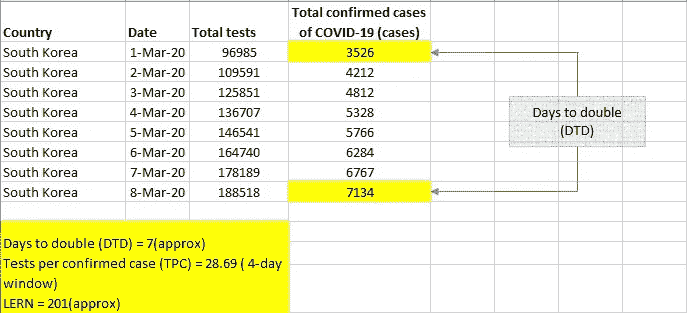 Country Date Total tests Total confirmed cases of COVID-19 (cases)
South Korea 1-Mar-20 96985 3526
South Korea 2-Mar-20 109591 4212
South Korea 3-Mar-20 125851 4812
South Korea 4-Mar-20 136707 5328
South Korea 5-Mar-20 146541 5766
South Korea 6-Mar-20 164740 6284
South Korea 7-Mar-20 178189 6767
South Korea 8-Mar-20 188518 7134
Days to double
(DTD)
Days to double (DTD) = 7(approx)
Tests per confirmed case (TPC) = 28.69 ( 4-day
window)
LERN = 201(approx)